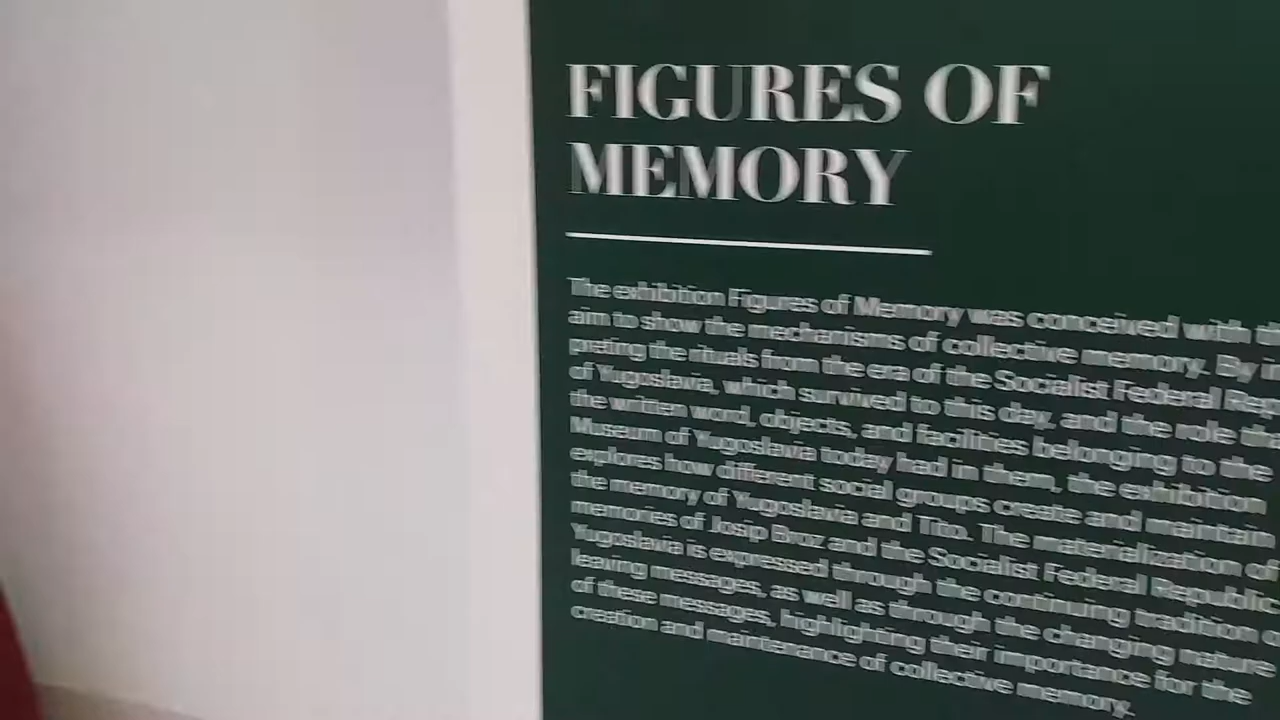 FIGURES OF
MEMORY
The exhibition Figures of Memory was conceived with
aim to show the mechanisms of collective memory. By
preting the rituals from the era of the Socialist Federal
of Yugoslavia, which survived to this day, and the role
the written word, objects, and facilities belonging to the
Museum of Yugoslavia today had in them, the exhibition
explores how different social groups create and maintain
the memory of Yugoslavia and Tito. The materialization of
memories of Josip Broz and the Socialist Federal Republic
Yugoslavia is expressed through the continuing tradition
leaving messages, as well as through the changing nature
of these messages, highlighting their importance for the
creation and maintenance of collective memory.